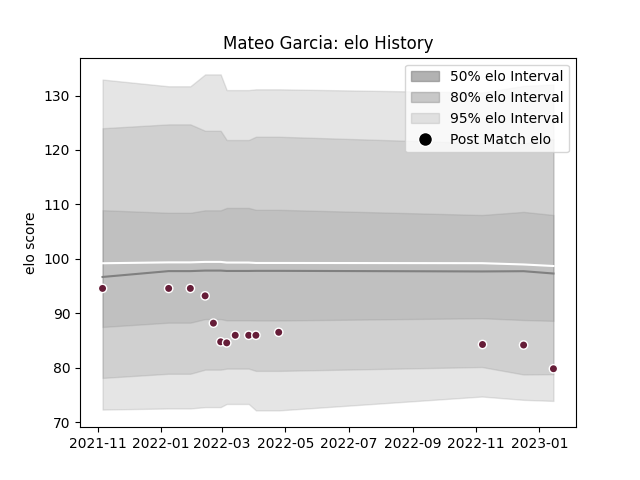 Mateo Garcia: elo History
50% elo Interval
80% elo Interval
95% elo Interval
Post Match elo
elo score
130
120
110
100
90
80
70
2021-11 2022-01 2022-03 2022-05 2022-07 2022-09 2022-11 2023-01